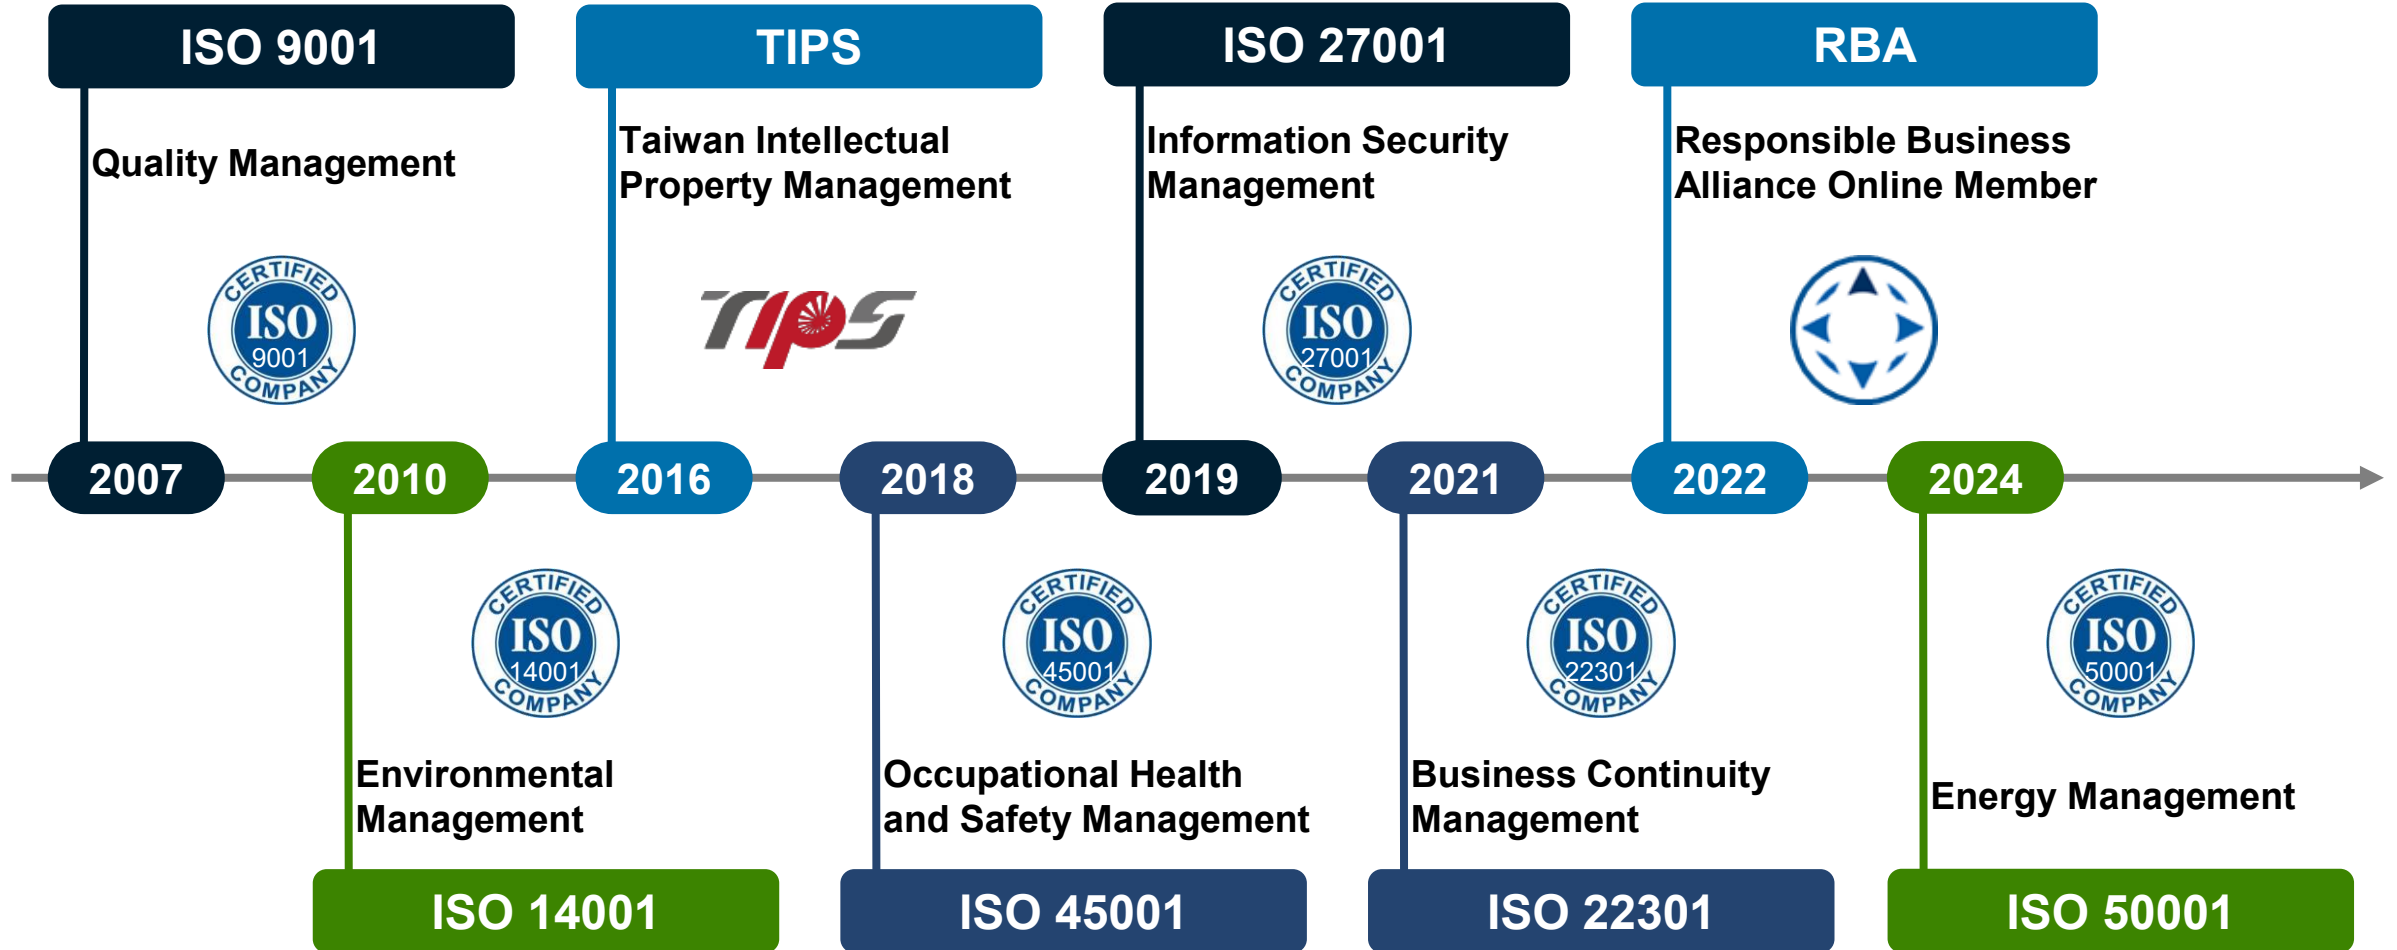 ISO 9001
TIPS
ISO 27001
RBA
Quality Management
Taiwan Intellectual
Property Management
Information Security
Management
Responsible Business
Alliance Online Member
CERTIFIED
ISO
9001
COMPANY
TIPS
CERTIFIED
ISO
27001
COMPANY
2007
2010
2016
2018
2019
2021
2022
2024
CERTIFIED
ISO
14001
COMPANY
CERTIFIED
ISO
45001
COMPANY
CERTIFIED
ISO
22301
COMPANY
CERTIFIED
ISO
50001
COMPANY
Environmental
Management
Occupational Health
and Safety Management
Business Continuity
Management
Energy Management
ISO 14001
ISO 45001
ISO 22301
ISO 50001